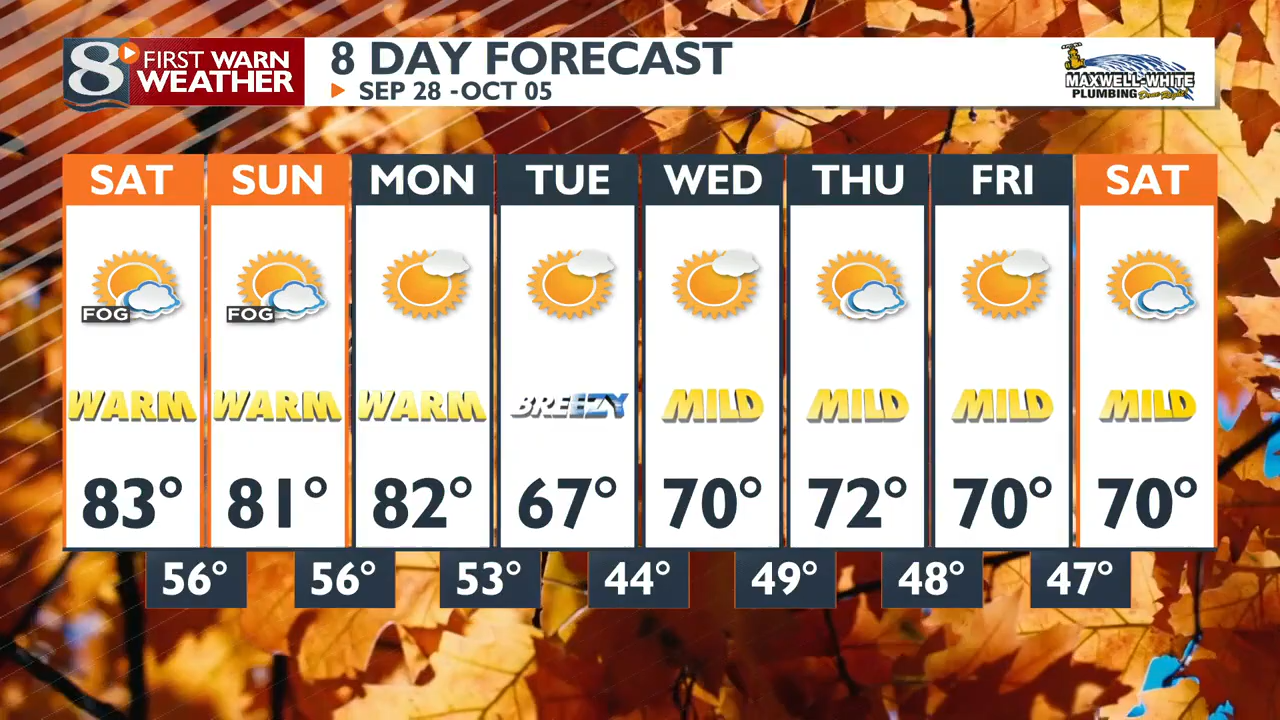 8 FIRST WARN
WEATHER
8 DAY FORECAST
SEP 28 -OCT 05
MAXWELL-WHITE
PLUMBING Done Right!
SAT SUN MON TUE WED THU FRI SAT
FOG FOG
WARM WARM WARM BREEZY MILD MILD MILD MILD
83° 81° 82° 67° 70° 72° 70° 70°
56° 56° 53° 44° 49° 48° 47°